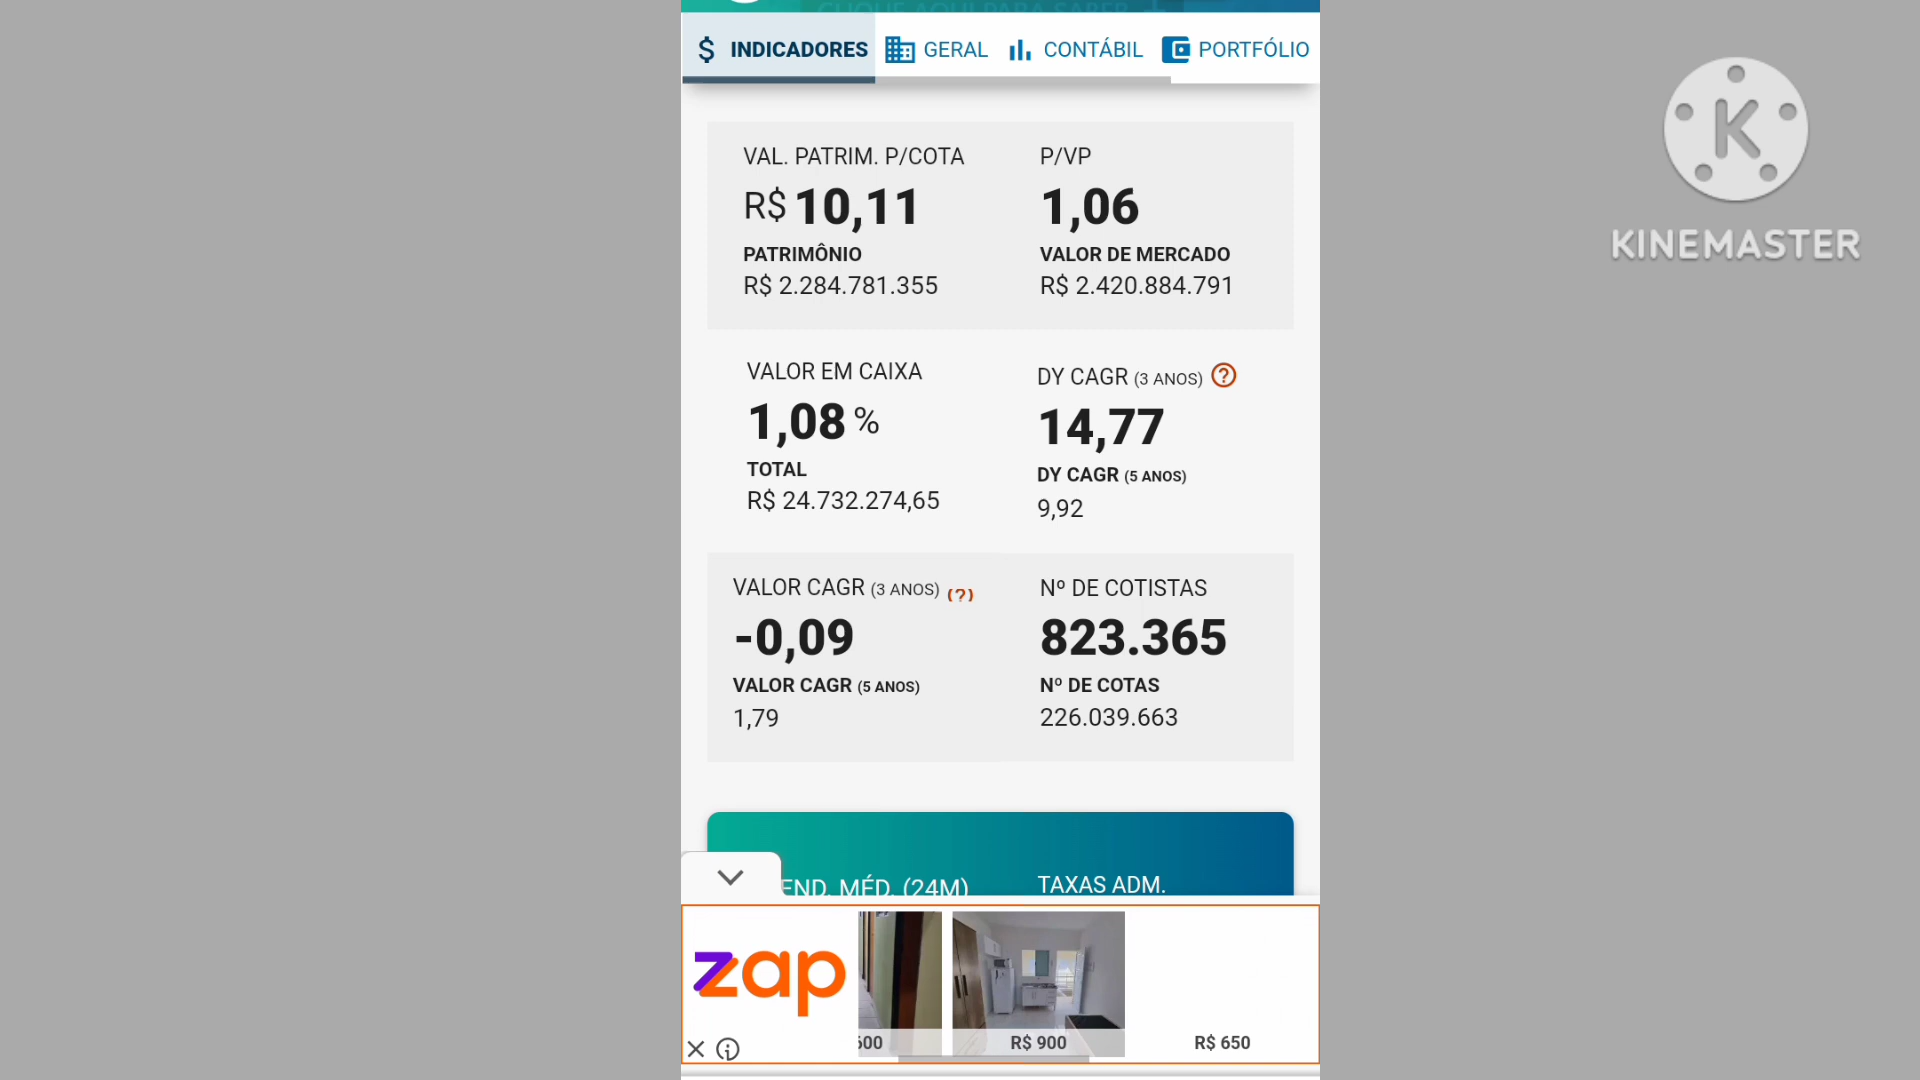 INDICADORES GERAL CONTÁBIL PORTFÓLIO
VAL. PATRIM. P/COTA
R$ 10,11
PATRIMÔNIO
R$ 2.284.781.355
P/VP
1,06
VALOR DE MERCADO
R$ 2.420.884.791
VALOR EM CAIXA
1,08 %
TOTAL
R$ 24.732.274,65
DY CAGR (3 ANOS) ?
14,77
DY CAGR (5 ANOS)
9,92
VALOR CAGR (3 ANOS) (?)
-0,09
VALOR CAGR (5 ANOS)
1,79
Nº DE COTISTAS
823.365
Nº DE COTAS
226.039.663
MÉD. (24M)
TAXAS ADM.
zap
R$ 900
R$ 650
K
KINEMASTER